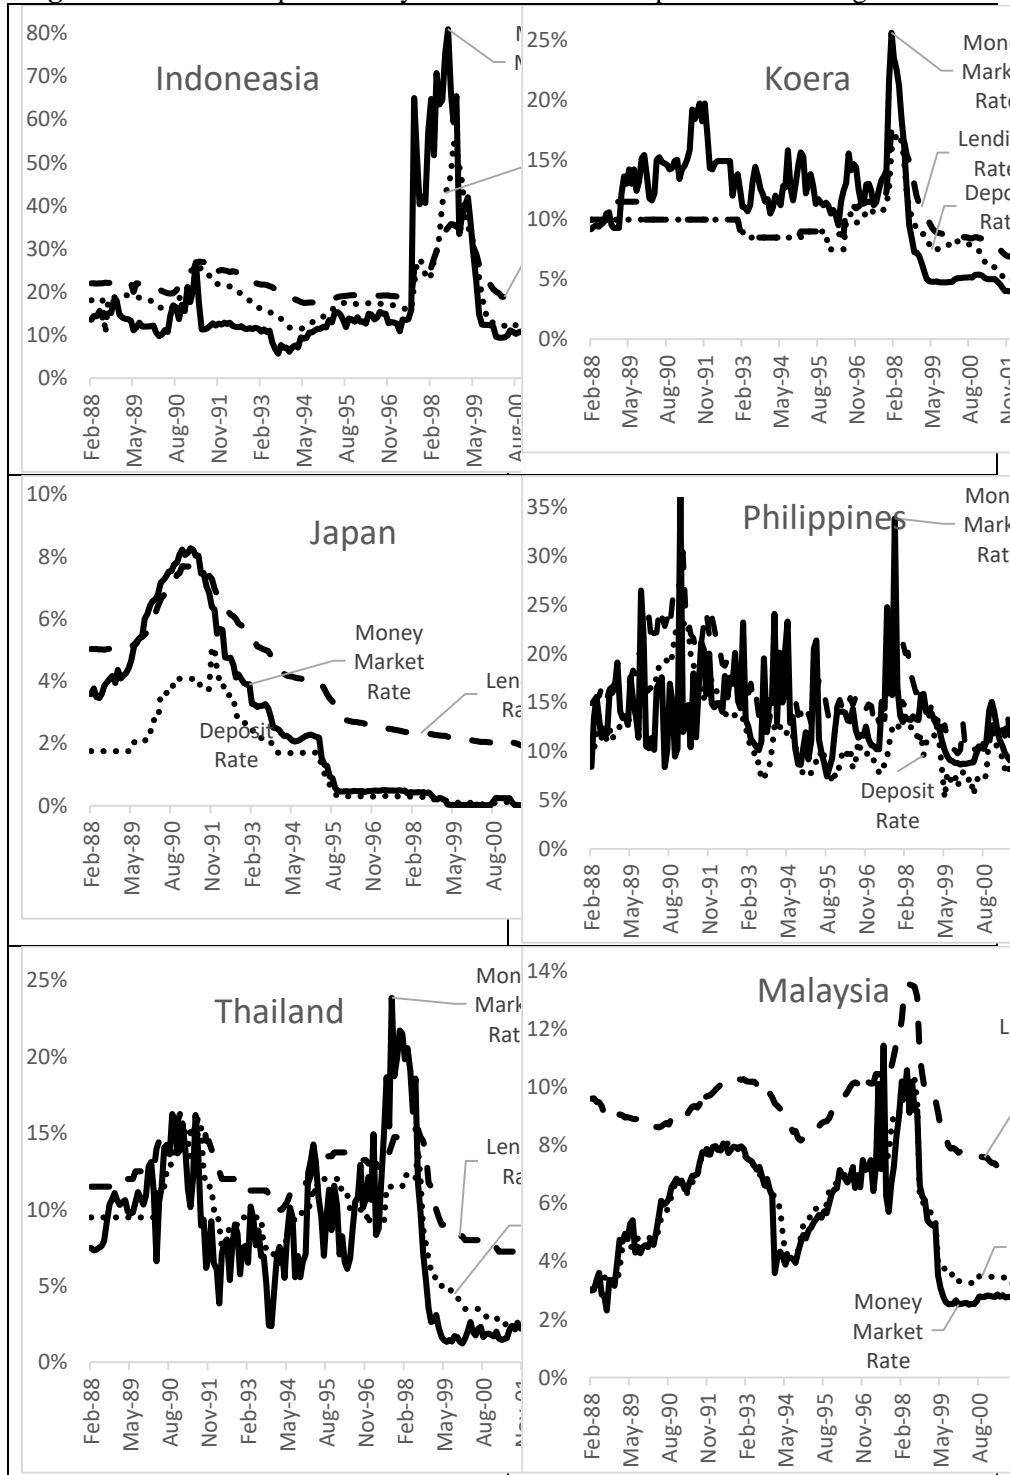 80%
70%
60%
50%
40%
30%
20%
10%
0%
Indoneasia
Feb-88
May-89
Aug-90
Nov-91
Feb-93
May-94
Aug-95
Nov-96
Feb-98
May-99
Aug-00
25%
20%
15%
10%
5%
0%
Koera
Mone
Marke
Rate
Lendi
Rate
Depo
Rat
Feb-88
May-89
Aug-90
Nov-91
Feb-93
May-94
Aug-95
Nov-96
Feb-98
May-99
Aug-00
Nov-01
10%
8%
6%
4%
2%
0%
Japan
Money
Market
Rate
Len
Ra
Deposit
Rate
Feb-88
May-89
Aug-90
Nov-91
Feb-93
May-94
Aug-95
Nov-96
Feb-98
May-99
Aug-00
35%
30%
25%
20%
15%
10%
5%
0%
Philippines
Mon
Mark
Rat
Deposit
Rate
Feb-88
May-89
Aug-90
Nov-91
Feb-93
May-94
Aug-95
Nov-96
Feb-98
May-99
Aug-00
25%
20%
15%
10%
5%
0%
Thailand
Mon
Mark
Rat
Len
Ra
Feb-88
May-89
Aug-90
Nov-91
Feb-93
May-94
Aug-95
Nov-96
Feb-98
May-99
Aug-00
14%
12%
10%
8%
6%
4%
2%
0%
Malaysia
L
Money
Market
Rate
Feb-88
May-89
Aug-90
Nov-91
Feb-93
May-94
Aug-95
Nov-96
Feb-98
May-99
Aug-00